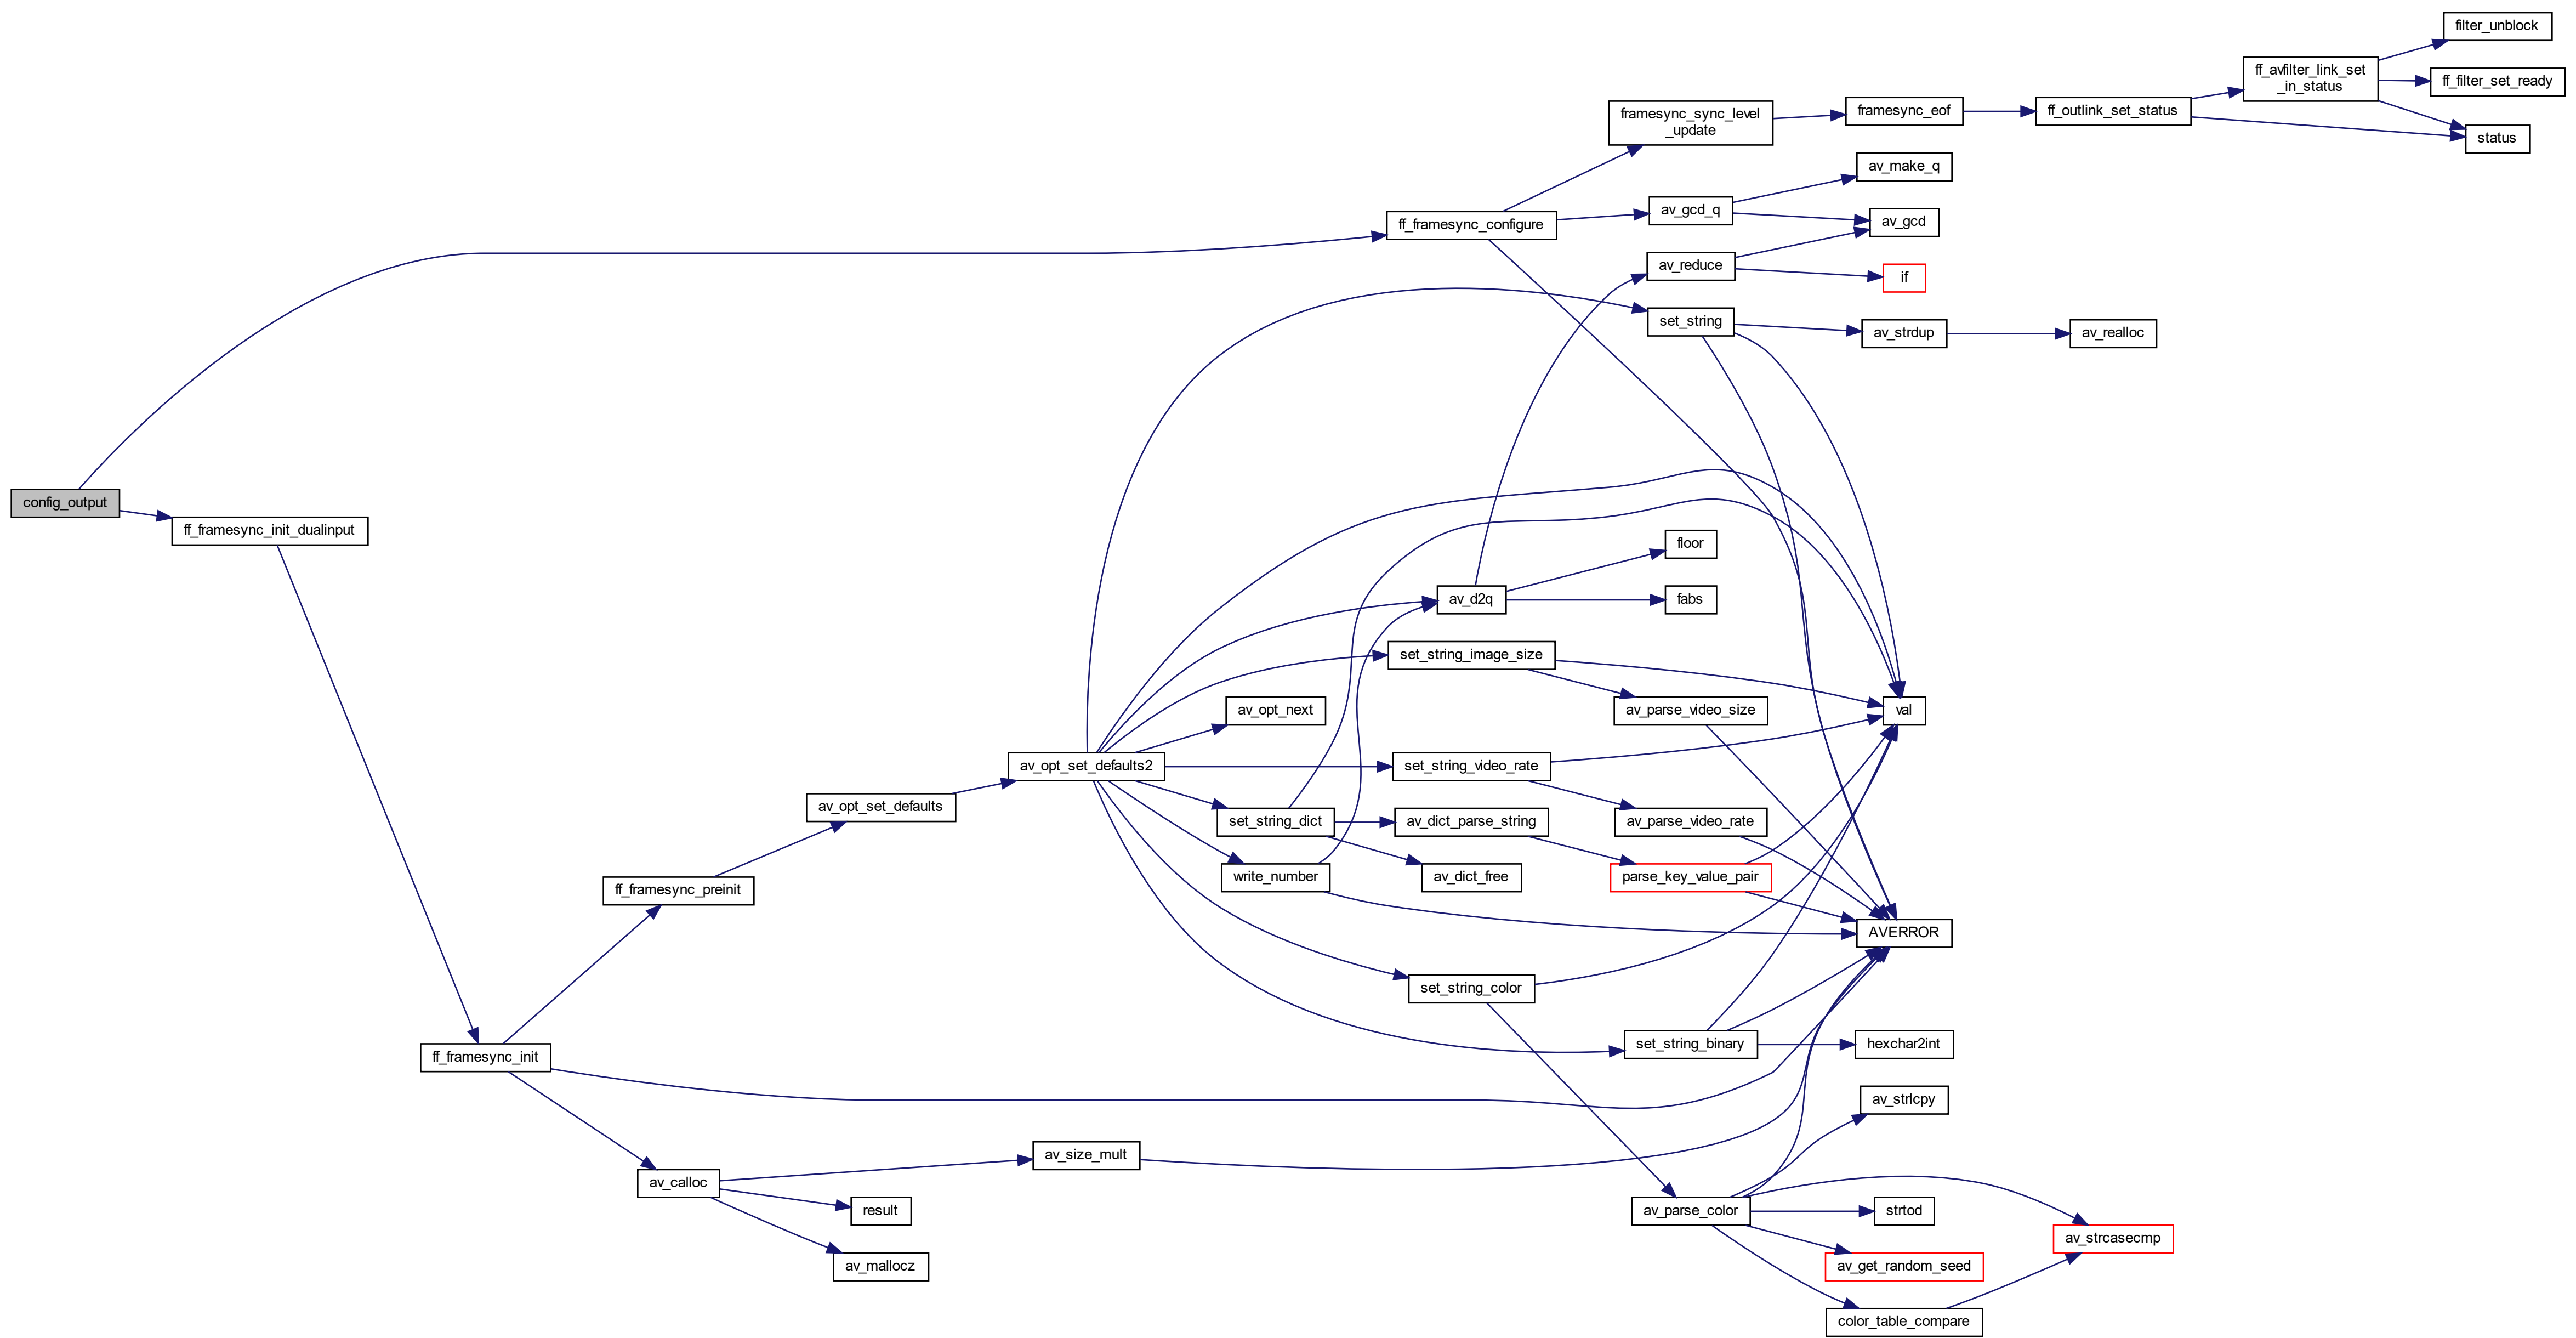 filter_unblock
ff_avfilter_link_set
_in_status
ff_filter_set_ready
framesync_sync_level
_update
framesync_eof
ff_outlink_set_status
status
av_make_q
ff_framesync_configure
av_gcd_q
av_gcd
av_reduce
if
set_string
av_strdup
av_realloc
config_output
ff_framesync_init_dualinput
floor
av_d2q
fabs
set_string_image_size
av_opt_next
av_parse_video_size
val
av_opt_set_defaults2
set_string_video_rate
av_opt_set_defaults
set_string_dict
av_dict_parse_string
av_parse_video_rate
write_number
av_dict_free
parse_key_value_pair
ff_framesync_preinit
AVERROR
set_string_color
set_string_binary
hexchar2int
ff_framesync_init
av_strlcpy
av_size_mult
av_calloc
result
av_parse_color
strtod
av_strcasecmp
av_mallocz
av_get_random_seed
color_table_compare